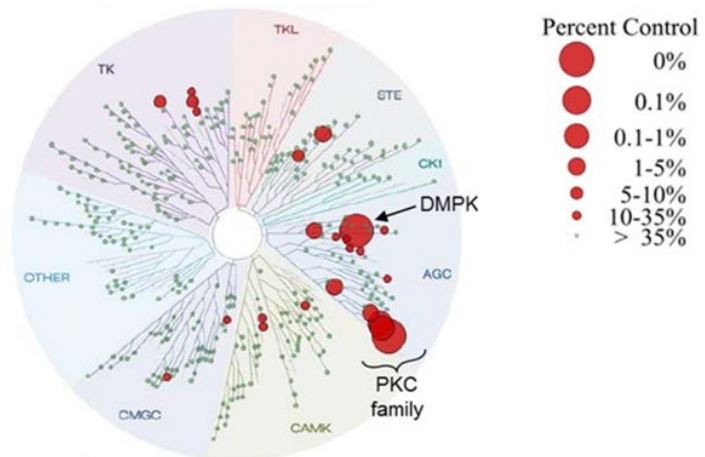 TKL
TK
STE
CK1
DMPK
OTHER
AGC
PKC
family
CMGC
CAMK
Percent Control
0%
0.1%
0.1-1%
1-5%
5-10%
10-35%
> 35%